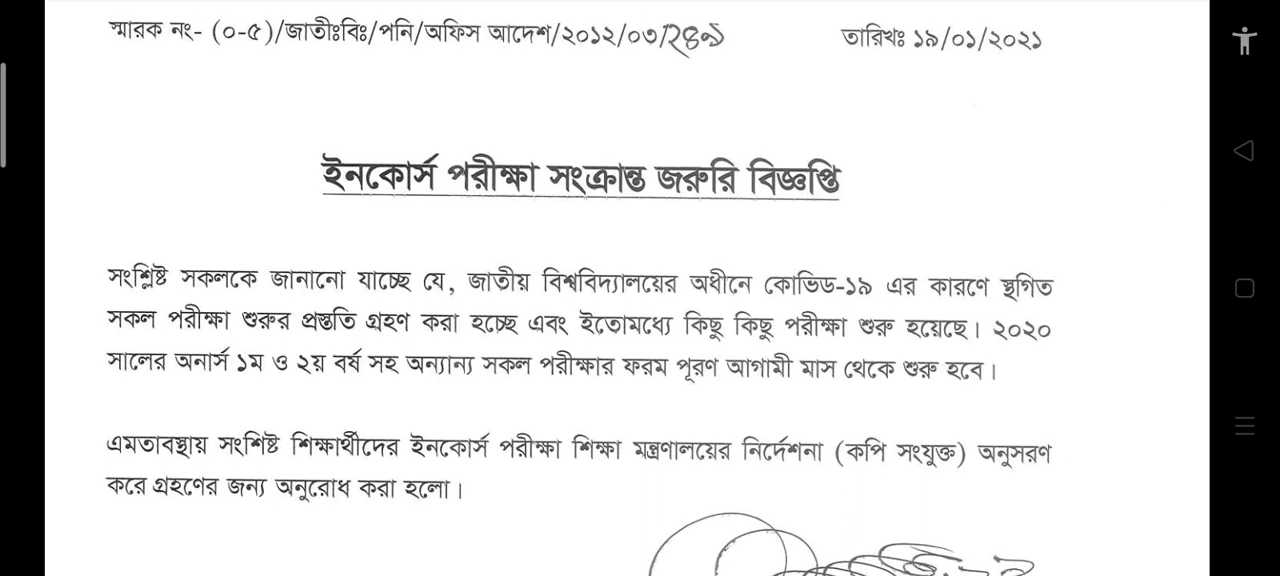 স্মারক নং- (০-৫)/জাতীঃবিঃ/পনি/অফিস আদেশ/২০১২/০৩/২৪৯ তারিখঃ ১৯/০১/২০২১
ইনকোর্স পরীক্ষা সংক্রান্ত জরুরি বিজ্ঞপ্তি
সংশ্লিষ্ট সকলকে জানানো যাচ্ছে যে, জাতীয় বিশ্ববিদ্যালয়ের অধীনে কোভিড-১৯ এর কারণে স্থগিত
সকল পরীক্ষা শুরুর প্রস্তুতি গ্রহণ করা হচ্ছে এবং ইতোমধ্যে কিছু কিছু পরীক্ষা শুরু হয়েছে। ২০২০
সালের অনার্স ১ম ও ২য় বর্ষ সহ অন্যান্য সকল পরীক্ষার ফরম পূরণ আগামী মাস থেকে শুরু হবে।
এমতাবস্থায় সংশিষ্ট শিক্ষার্থীদের ইনকোর্স পরীক্ষা শিক্ষা মন্ত্রণালয়ের নির্দেশনা (কপি সংযুক্ত) অনুসরণ
করে গ্রহণের জন্য অনুরোধ করা হলো।